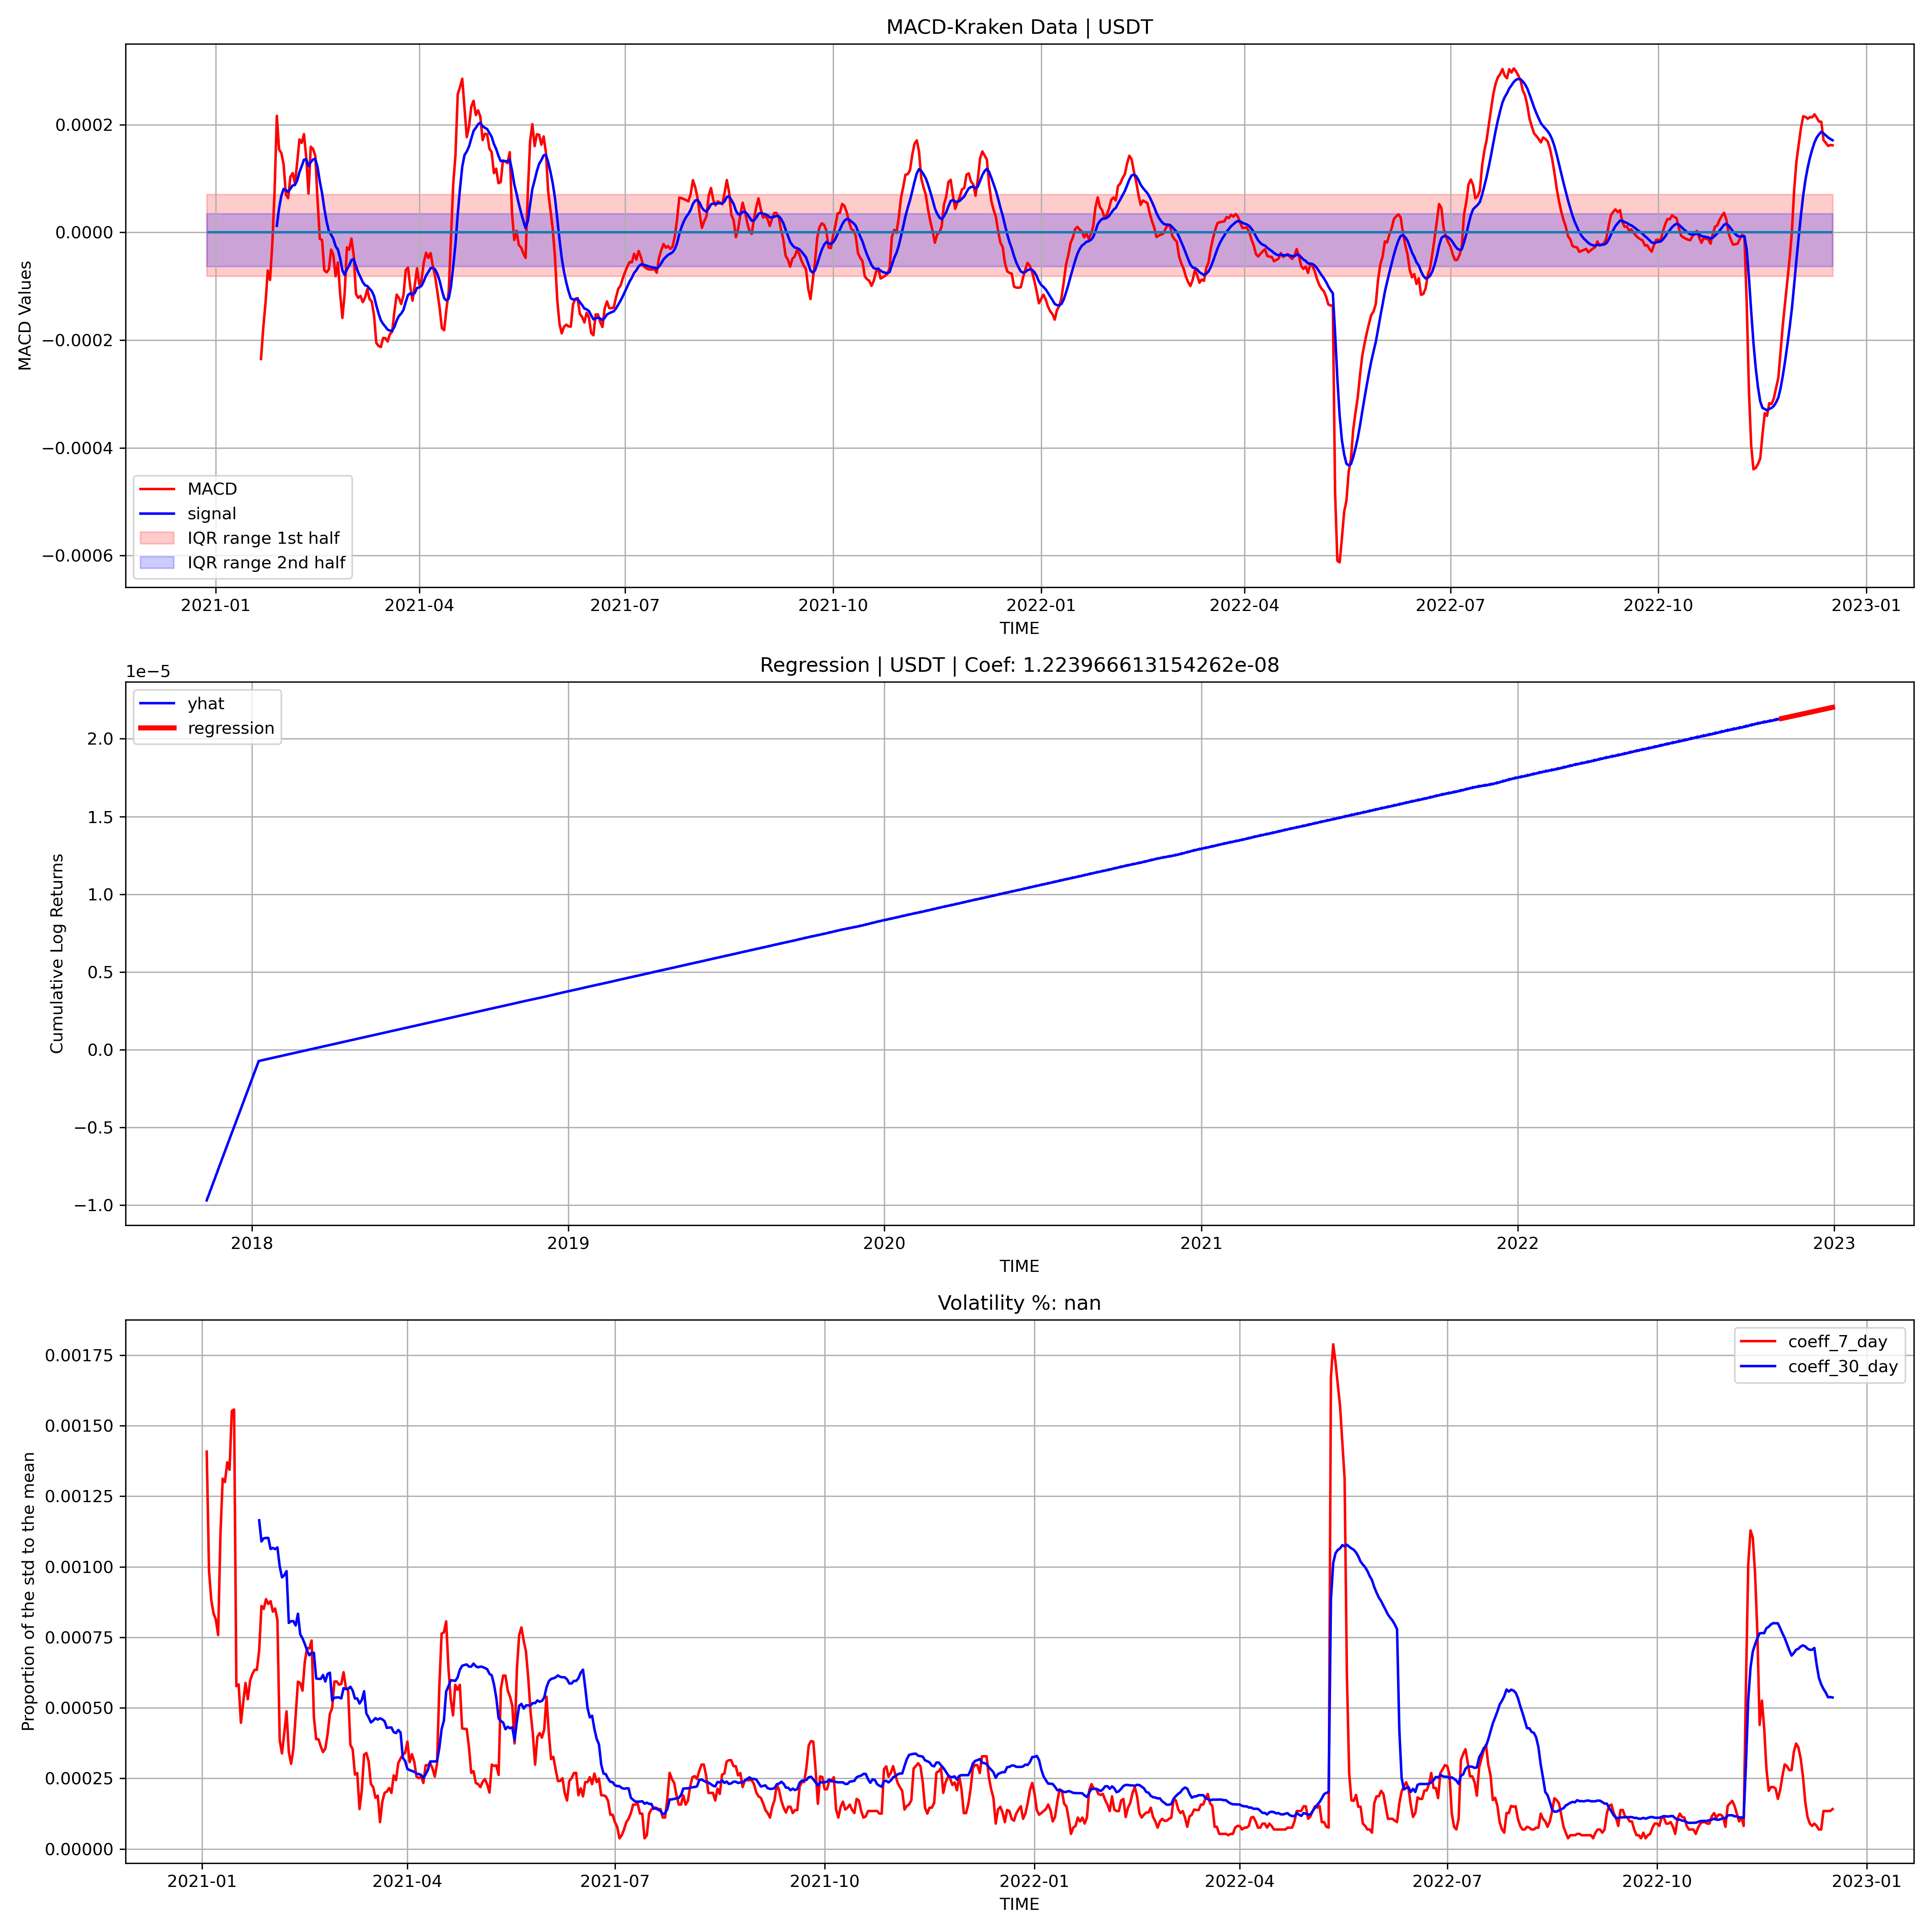 MACD-Kraken Data | USDT
MACD Values
0.0002
0.0000
−0.0002
−0.0004
−0.0006
MACD
signal
IQR range 1st half
IQR range 2nd half
2021-01 2021-04 2021-07 2021-10 2022-01 2022-04 2022-07 2022-10 2023-01
TIME
Regression | USDT | Coef: 1.223966613154262e-08
1e−5
Cumulative Log Returns
2.0
1.5
1.0
0.5
0.0
−0.5
−1.0
yhat
regression
2018 2019 2020 2021 2022 2023
TIME
Volatility %: nan
Proportion of the std to the mean
0.00175
0.00150
0.00125
0.00100
0.00075
0.00050
0.00025
0.00000
coeff_7_day
coeff_30_day
2021-01 2021-04 2021-07 2021-10 2022-01 2022-04 2022-07 2022-10 2023-01
TIME